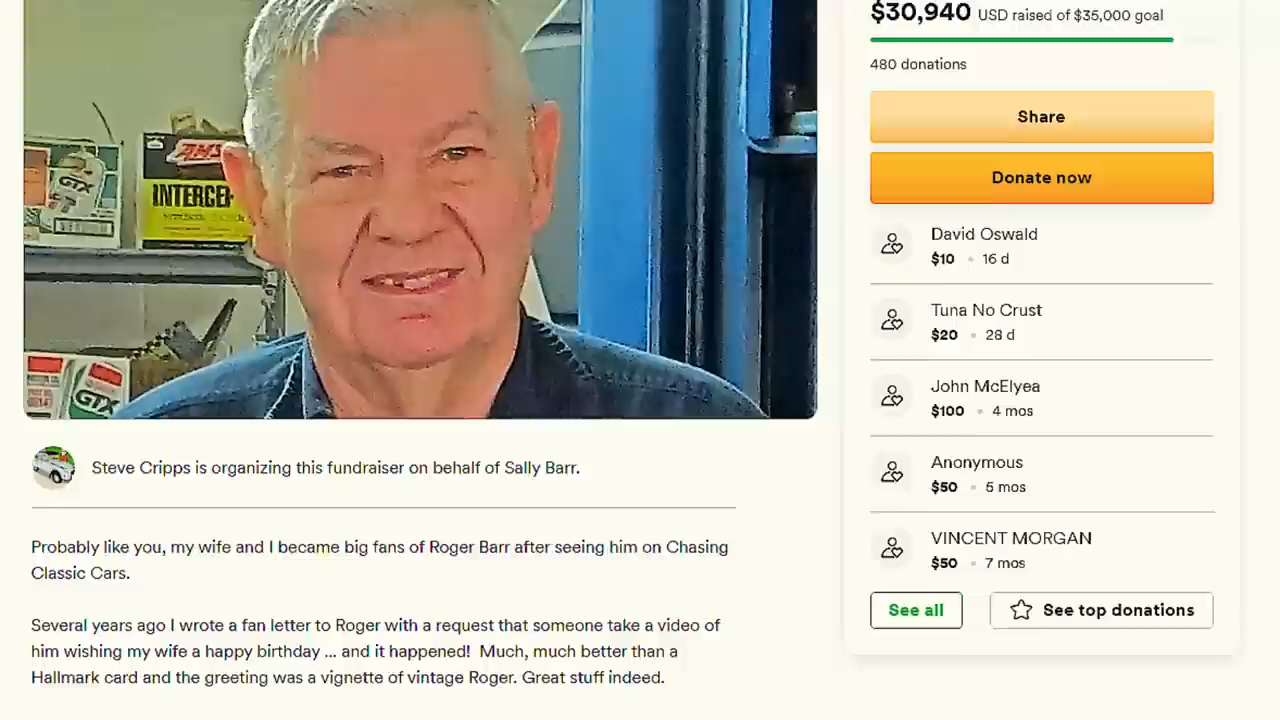 $30,940 USD raised of $35,000 goal
480 donations
Share
Donate now
David Oswald
$10 • 16 d
Tuna No Crust
$20 • 28 d
John McElyea
$100 • 4 mos
Anonymous
$50 • 5 mos
VINCENT MORGAN
$50 • 7 mos
See all
See top donations
GTX
INTERCE
GTX
Steve Cripps is organizing this fundraiser on behalf of Sally Barr.
Probably like you, my wife and I became big fans of Roger Barr after seeing him on Chasing
Classic Cars.
Several years ago I wrote a fan letter to Roger with a request that someone take a video of
him wishing my wife a happy birthday ... and it happened! Much, much better than a
Hallmark card and the greeting was a vignette of vintage Roger. Great stuff indeed.